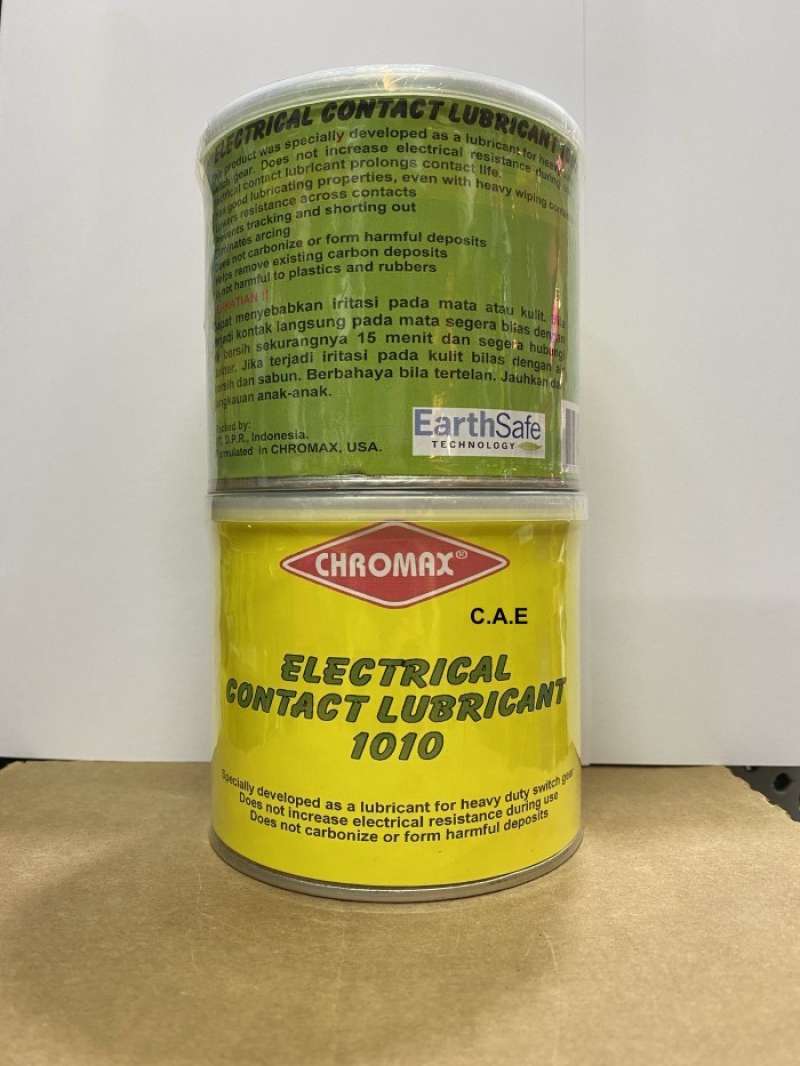 ELECTRICAL CONTACT LUBRICANT
product was specially developed as a lubricant for heavy
gear. Does not increase electrical resistance during
contact lubricant prolongs contact life.
good lubricating properties, even with heavy wiping
resistance across contacts
tracking and shorting out
arcing
not carbonize or form harmful deposits
remove existing carbon deposits
not harmful to plastics and rubbers
menyebabkan iritasi pada mata atau kulit.
kontak langsung pada mata segera bilas
bersih sekurangnya 15 menit dan segera
Jika terjadi iritasi pada kulit bilas dengan
dan sabun. Berbahaya bila tertelan. Jauhkan
anak-anak.
by:
D.P.R., Indonesia.
in CHROMAX, USA.
EarthSafe
TECHNOLOGY
CHROMAX®
C.A.E
ELECTRICAL
CONTACT LUBRICANT
1010
Specially developed as a lubricant for heavy duty switch gear
Does not increase electrical resistance during use
Does not carbonize or form harmful deposits